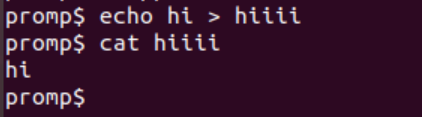 promp$ echo hi > hiiii
promp$ cat hiiii
hi
promp$